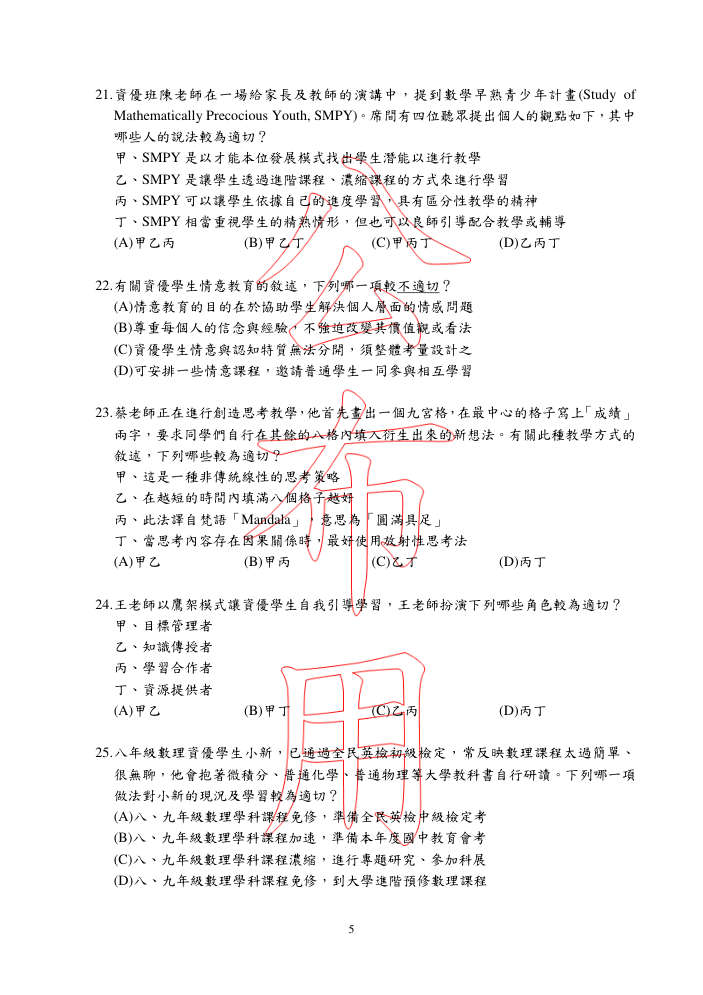 21.資優班陳老師在一場給家長及教師的演講中，提到數學早熟青少年計畫(Study of
Mathematically Precocious Youth, SMPY)。席間有四位聽眾提出個人的觀點如下，其中
哪些人的說法較為適切？
甲、SMPY 是以才能本位發展模式找出學生潛能以進行教學
乙、SMPY 是讓學生透過進階課程、濃縮課程的方式來進行學習
丙、SMPY 可以讓學生依據自己的進度學習，具有區分性教學的精神
丁、SMPY 相當重視學生的精熟情形，但也可以良師引導配合教學或輔導
(A)甲乙丙 (B)甲乙丁 (C)甲丙丁 (D)乙丙丁
22.有關資優學生情意教育的敘述，下列哪一項較不適切？
(A)情意教育的目的在於協助學生解決個人層面的情感問題
(B)尊重每個人的信念與經驗，不強迫改變其價值觀或看法
(C)資優學生情意與認知特質無法分開，須整體考量設計之
(D)可安排一些情意課程，邀請普通學生一同參與相互學習
23.蔡老師正在進行創造思考教學，他首先畫出一個九宮格，在最中心的格子寫上「成績」
兩字，要求同學們自行在其餘的八格內填入衍生出來的新想法。有關此種教學方式的
敘述，下列哪些較為適切？
甲、這是一種非傳統線性的思考策略
乙、在越短的時間內填滿八個格子越好
丙、此法譯自梵語「Mandala」，意思為「圓滿具足」
丁、當思考內容存在因果關係時，最好使用放射性思考法
(A)甲乙 (B)甲丙 (C)乙丁 (D)丙丁
24.王老師以鷹架模式讓資優學生自我引導學習，王老師扮演下列哪些角色較為適切？
甲、目標管理者
乙、知識傳授者
丙、學習合作者
丁、資源提供者
(A)甲乙 (B)甲丁 (C)乙丙 (D)丙丁
25.八年級數理資優學生小新，已通過全民英檢初級檢定，常反映數理課程太過簡單、
很無聊，他會抱著微積分、普通化學、普通物理等大學教科書自行研讀。下列哪一項
做法對小新的現況及學習較為適切？
(A)八、九年級數理學科課程免修，準備全民英檢中級檢定考
(B)八、九年級數理學科課程加速，準備本年度國中教育會考
(C)八、九年級數理學科課程濃縮，進行專題研究、參加科展
(D)八、九年級數理學科課程免修，到大學進階預修數理課程
公布用
5